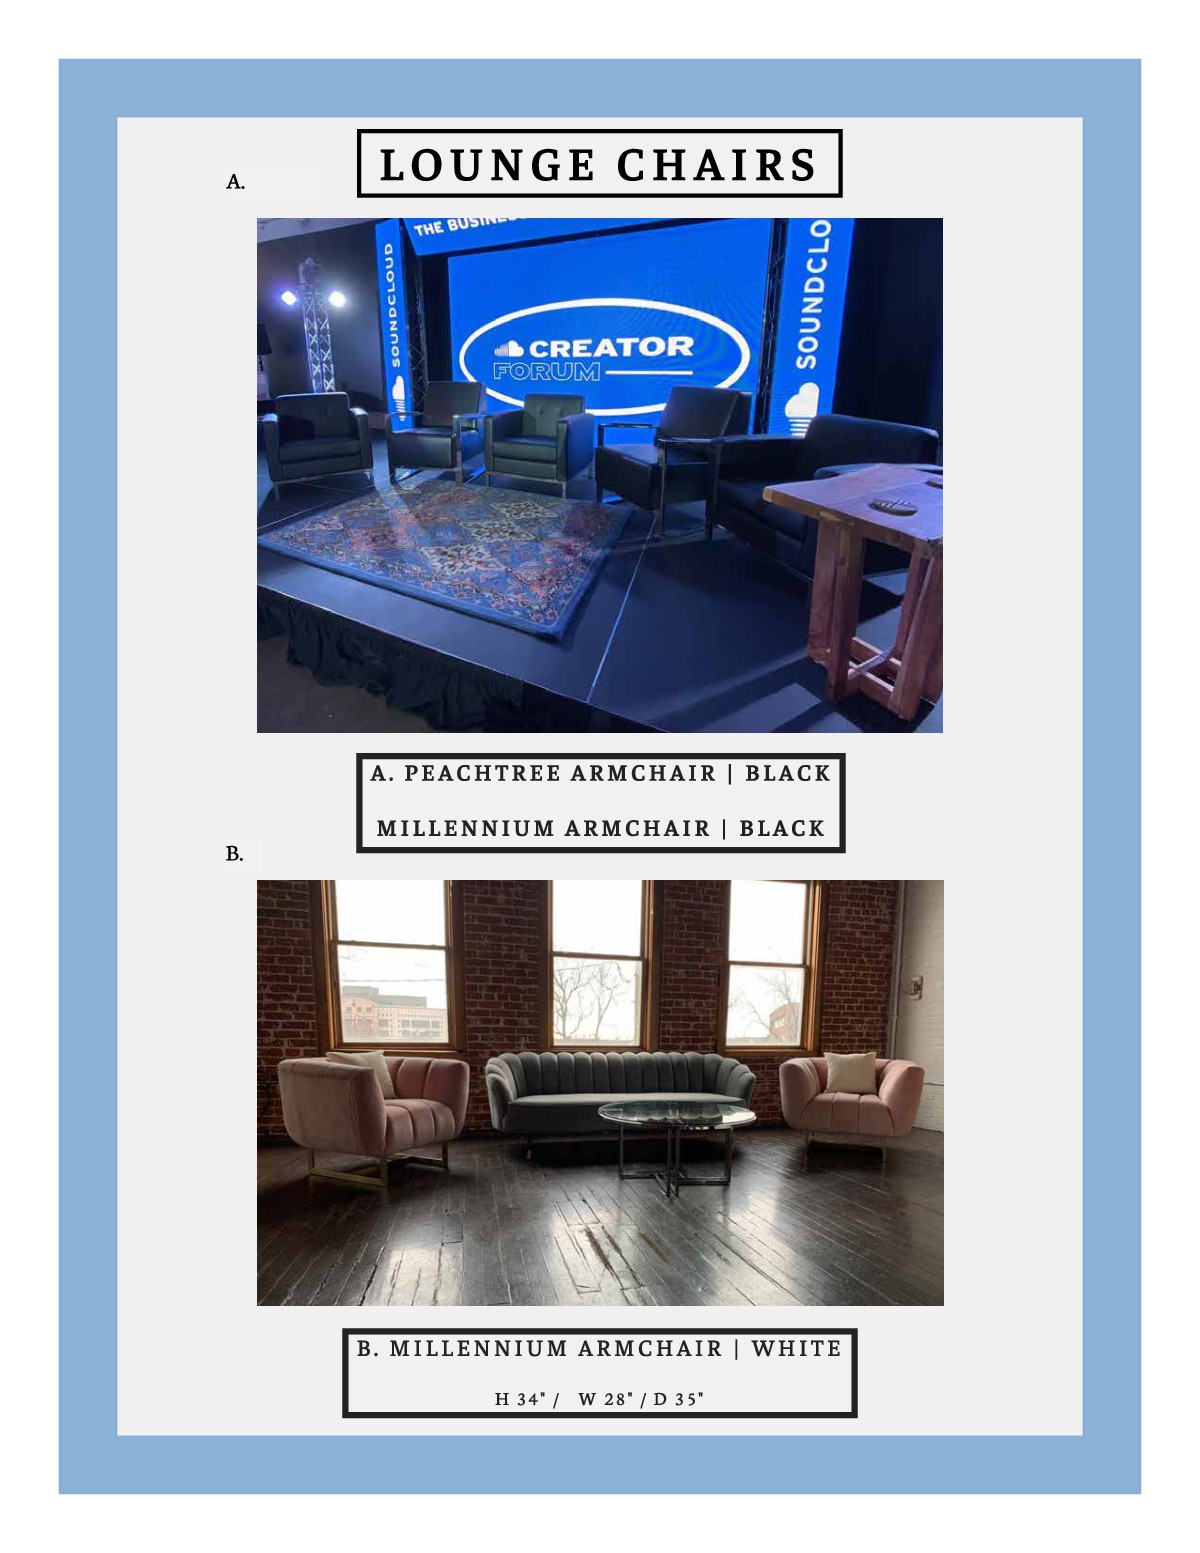 LOUNGE CHAIRS
A.
THE BUSINESS
SOUNDCLOUD
CREATOR
FORUM
SOUNDCLO
A. PEACHTREE ARMCHAIR | BLACK
MILLENNIUM ARMCHAIR | BLACK
B.
B. MILLENNIUM ARMCHAIR | WHITE
H 34" / W 28" / D 35"